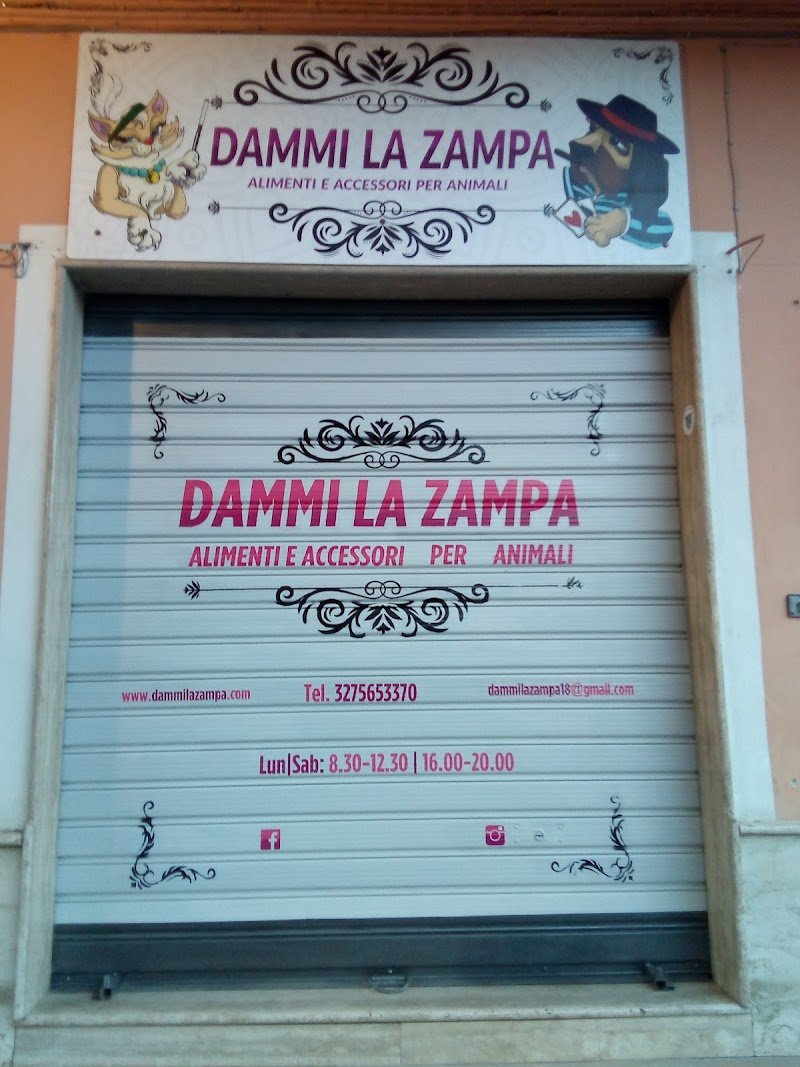 DAMMI LA ZAMPA
ALIMENTI E ACCESSORI PER ANIMALI
DAMMI LA ZAMPA
ALIMENTI E ACCESSORI PER ANIMALI
www.dammilazampa.com Tel. 3275653370 dammilazampa18@gmail.com
Lun|Sab: 8.30-12.30 | 16.00-20.00